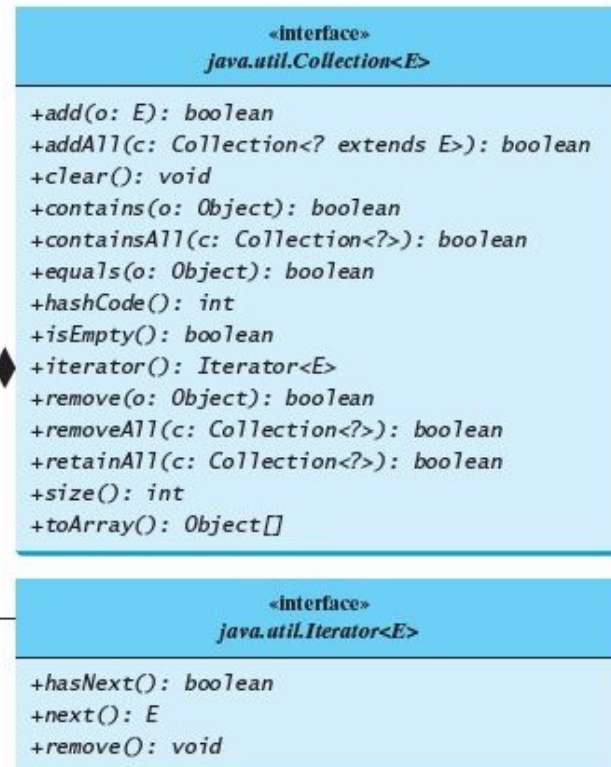 «interface»
java.util.Collection<E>
+add(o: E): boolean
+addAll(c: Collection<? extends E>): boolean
+clear(): void
+contains(o: Object): boolean
+containsAll(c: Collection<?>): boolean
+equals(o: Object): boolean
+hashCode(): int
+isEmpty(): boolean
+iterator(): Iterator<E>
+remove(o: Object): boolean
+removeAll(c: Collection<?>): boolean
+retainAll(c: Collection<?>): boolean
+size(): int
+toArray(): Object[]
«interface»
java.util.Iterator<E>
+hasNext(): boolean
+next(): E
+remove(): void